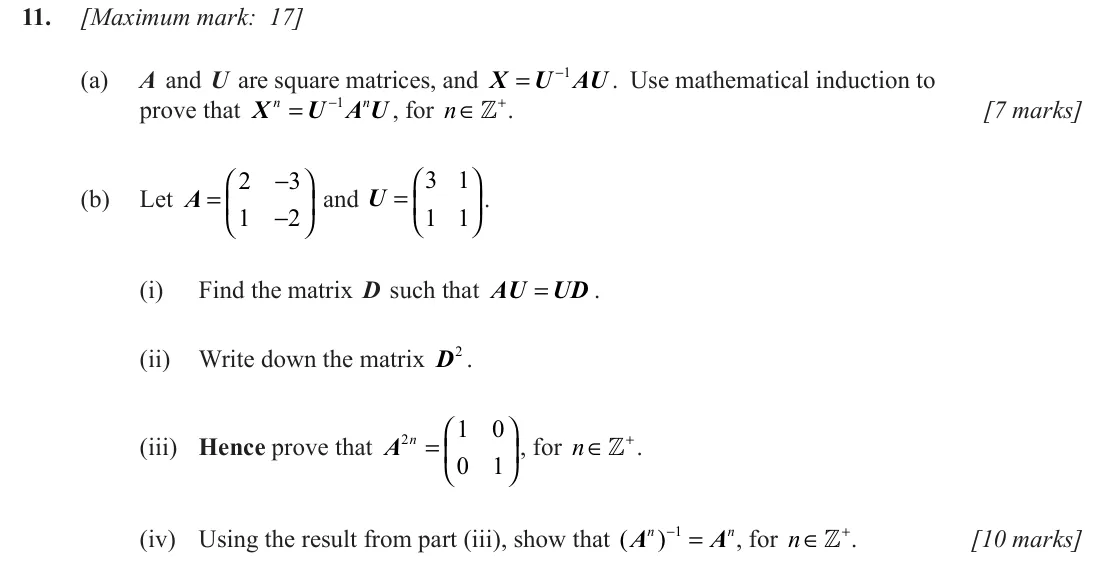 11. [Maximum mark: 17]
(a) A and U are square matrices, and X = U⁻¹AU. Use mathematical induction to
prove that Xⁿ = U⁻¹AⁿU, for n ∈ ℤ⁺. [7 marks]
(b) Let A = (2 −3; 1 −2) and U = (3 1; 1 1).
(i) Find the matrix D such that AU = UD.
(ii) Write down the matrix D².
(iii) Hence prove that A²ⁿ = (1 0; 0 1), for n ∈ ℤ⁺.
(iv) Using the result from part (iii), show that (Aⁿ)⁻¹ = Aⁿ, for n ∈ ℤ⁺. [10 marks]